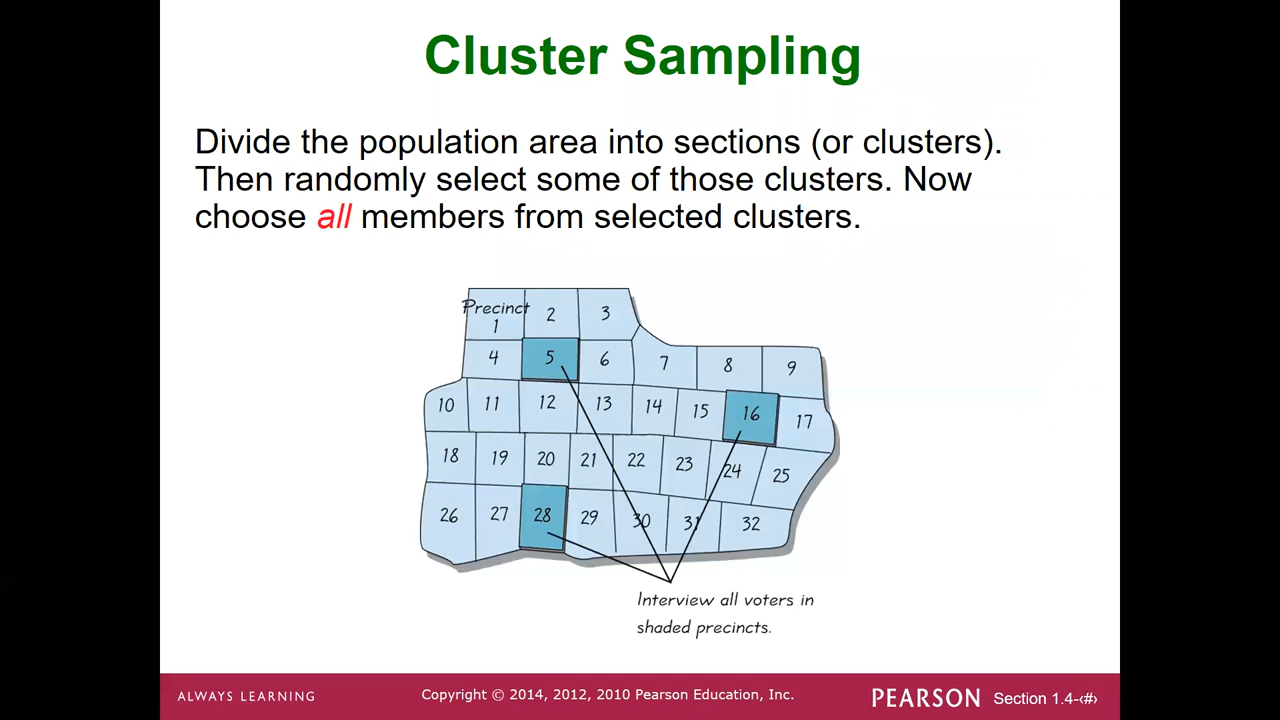 Cluster Sampling
Divide the population area into sections (or clusters).
Then randomly select some of those clusters. Now
choose all members from selected clusters.
Precinct
1 2 3
4 5 6 7 8 9
10 11 12 13 14 15 16 17
18 19 20 21 22 23 24 25
26 27 28 29 30 31 32
Interview all voters in
shaded precincts.
ALWAYS LEARNING
Copyright © 2014, 2012, 2010 Pearson Education, Inc.
PEARSON
Section 1.4-‹#›